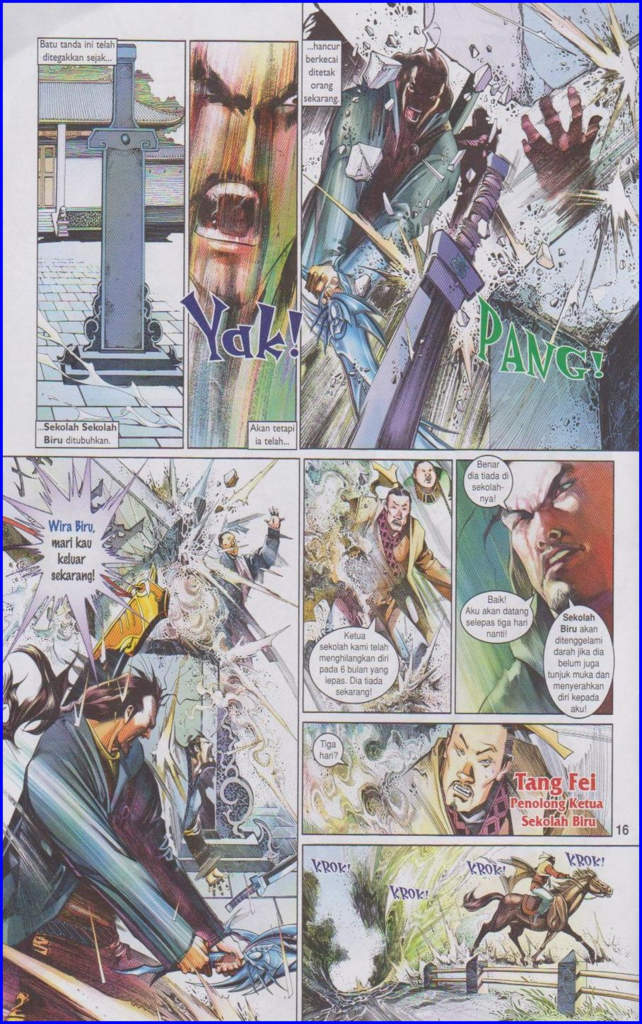 Batu tanda ini telah
ditegakkan sejak...
...Sekolah Sekolah
Biru ditubuhkan.
Yak!
Akan tetapi
ia telah...
...hancur
berkecai
ditetak
orang
sekarang.
PANG!
Wira Biru,
mari kau
keluar
sekarang!
Ketua
sekolah kami telah
menghilangkan diri
pada 6 bulan yang
lepas. Dia tiada
sekarang!
Benar
dia tiada di
sekolah-
nya!
Baik!
Aku akan datang
selepas tiga hari
nanti!
Sekolah
Biru akan
ditenggelami
darah jika dia
belum juga
tunjuk muka dan
menyerahkan
diri kepada
aku!
Tiga
hari?
Tang Fei
Penolong Ketua
Sekolah Biru
16
KROK!
KROK!
KROK!
KROK!